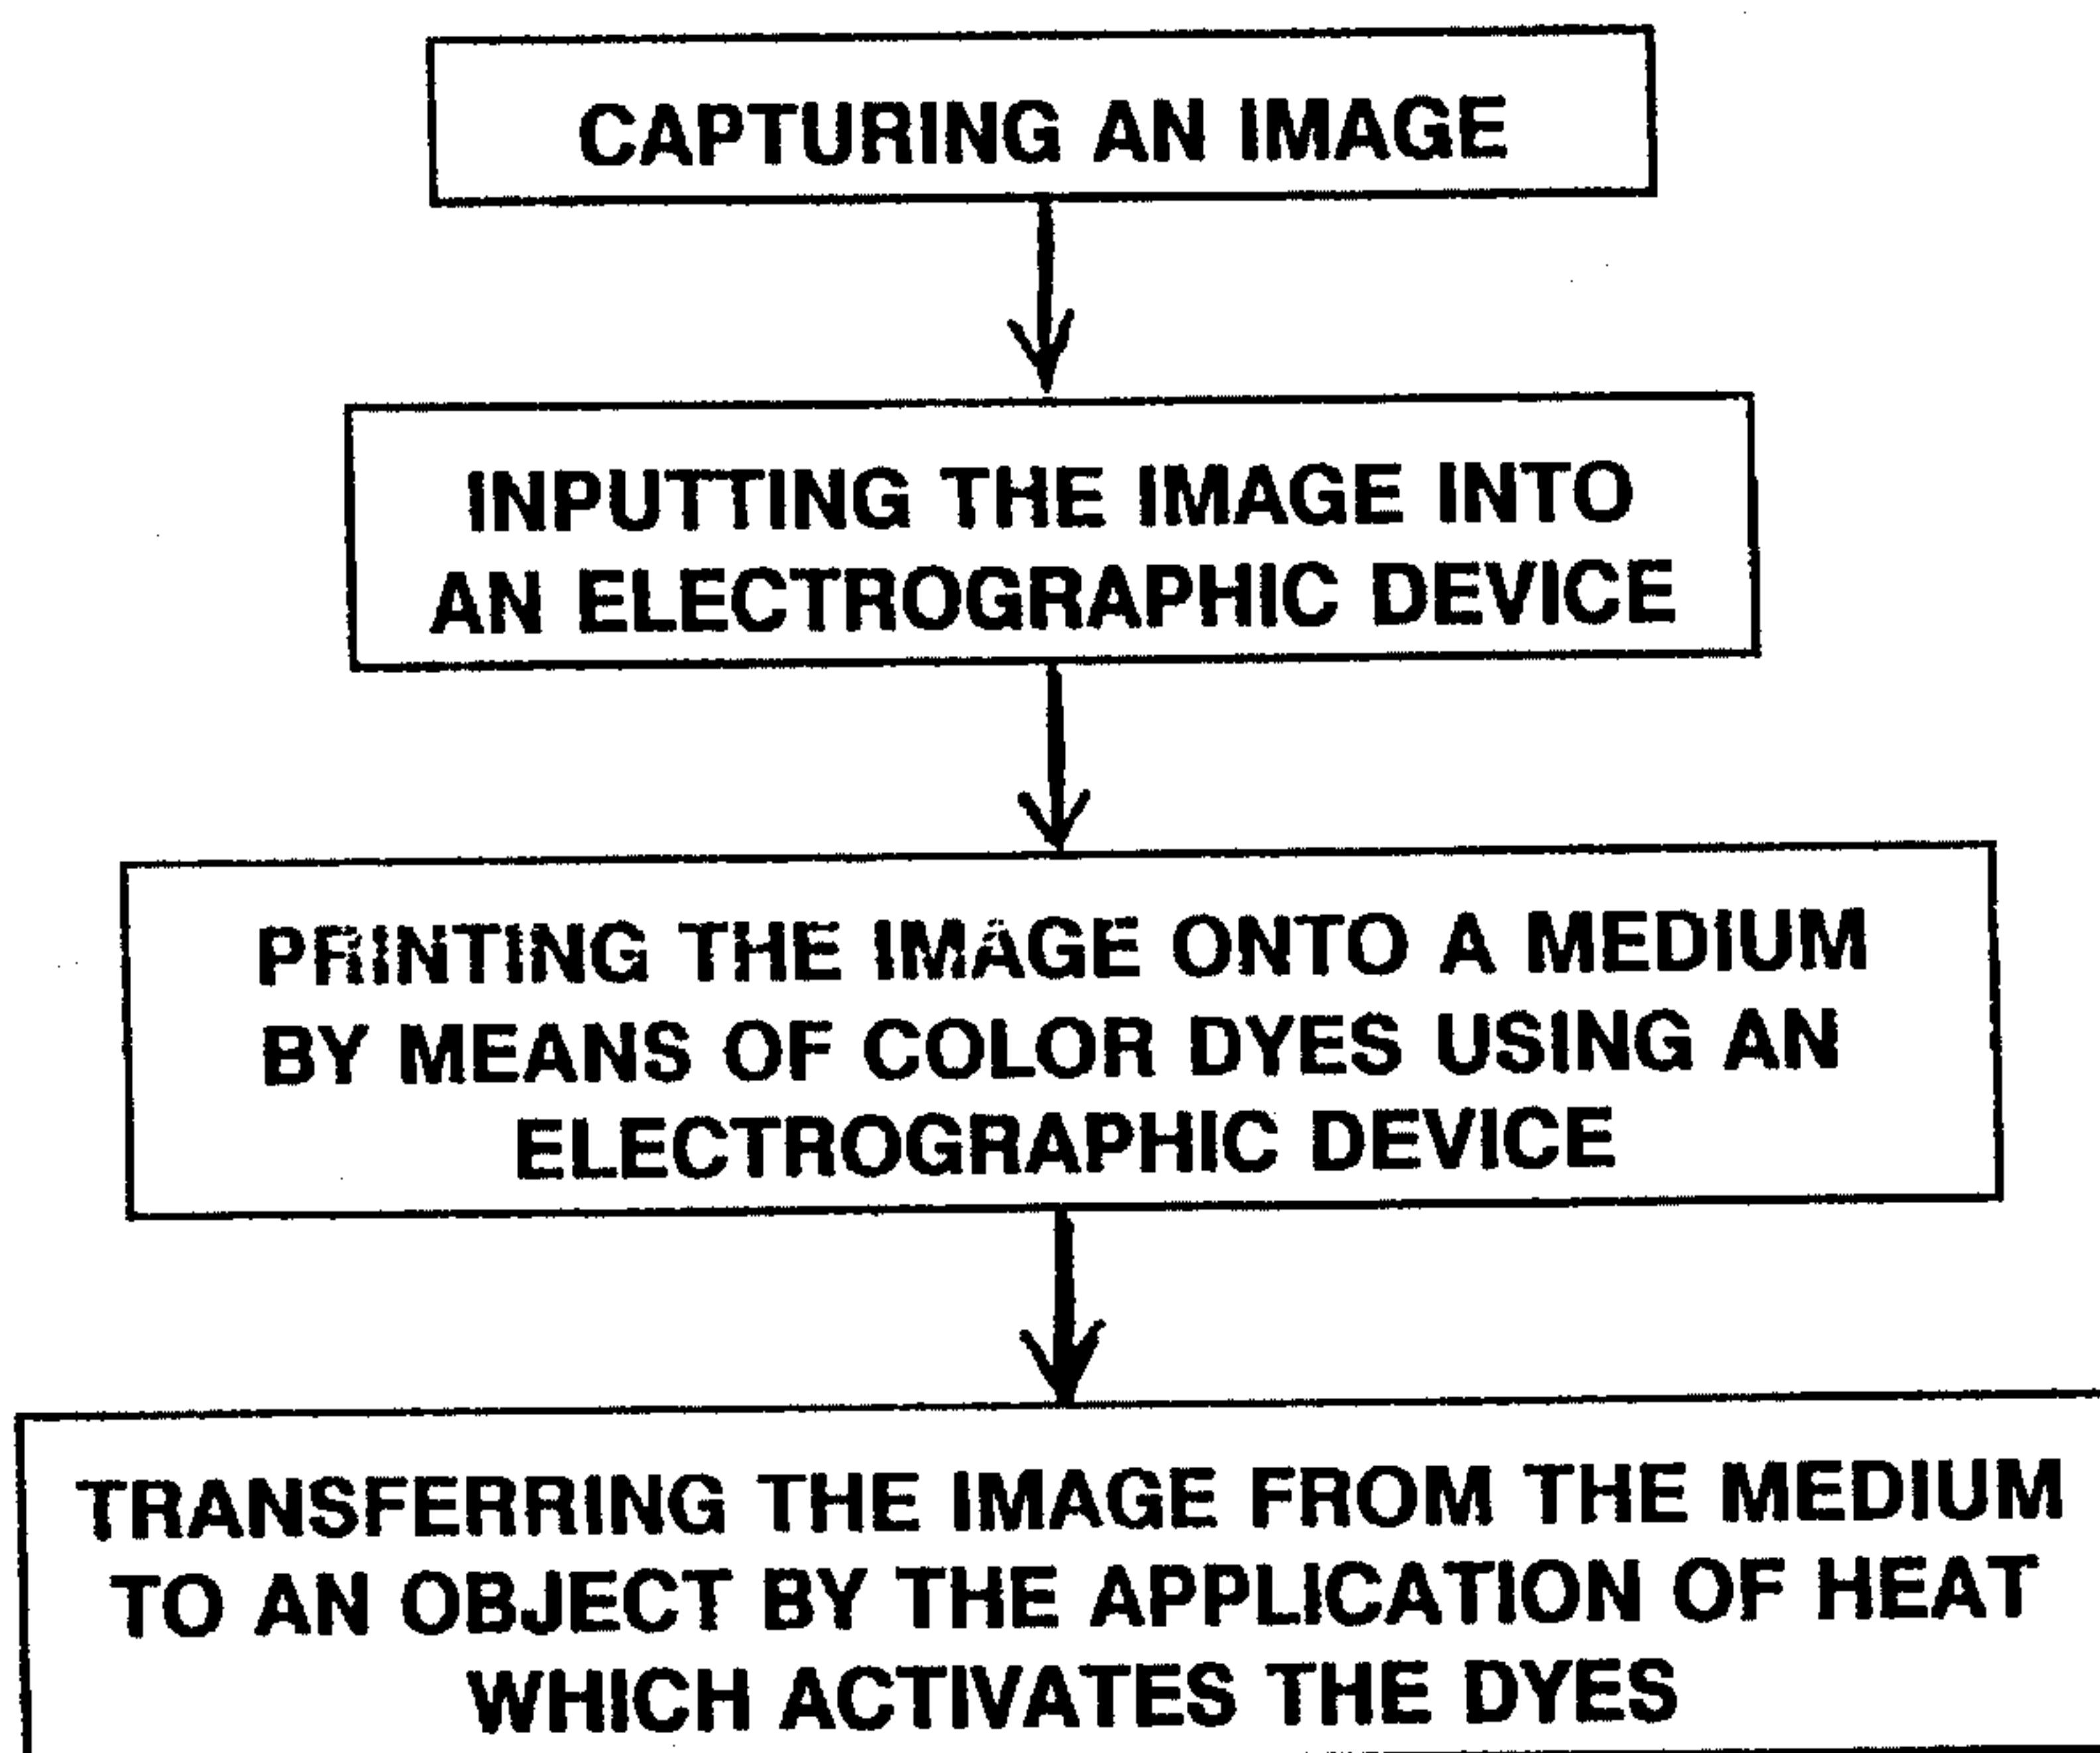 CAPTURING AN IMAGE
INPUTTING THE IMAGE INTO
AN ELECTROGRAPHIC DEVICE
PRINTING THE IMAGE ONTO A MEDIUM
BY MEANS OF COLOR DYES USING AN
ELECTROGRAPHIC DEVICE
TRANSFERRING THE IMAGE FROM THE MEDIUM
TO AN OBJECT BY THE APPLICATION OF HEAT
WHICH ACTIVATES THE DYES